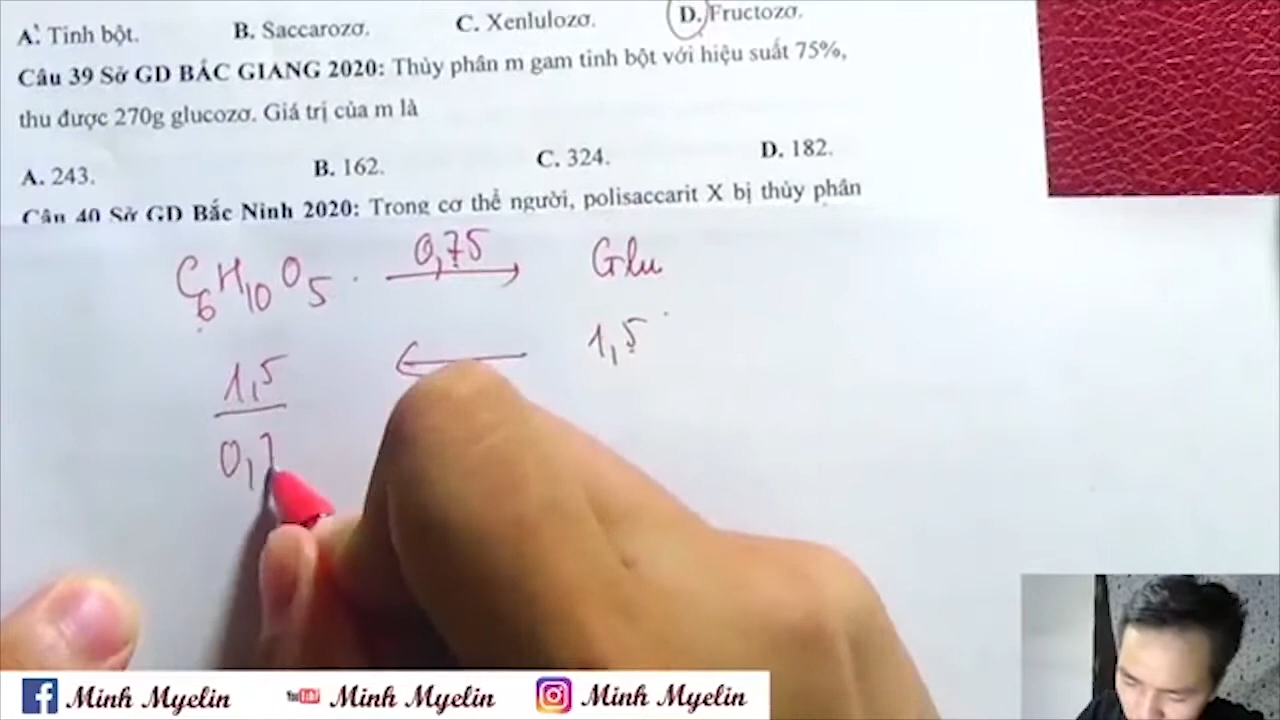 A. Tinh bột. B. Saccarozơ. C. Xenlulozơ. D. Fructozơ.
Câu 39 Sở GD BẮC GIANG 2020: Thủy phân m gam tinh bột với hiệu suất 75%,
thu được 270g glucozơ. Giá trị của m là
A. 243. B. 162. C. 324. D. 182.
Câu 40 Sở GD Bắc Ninh 2020: Trong cơ thể người, polisaccarit X bị thủy phân
C6H10O5 0,75 Glu
1,5 1,5
0,7
Minh Myelin Minh Myelin Minh Myelin